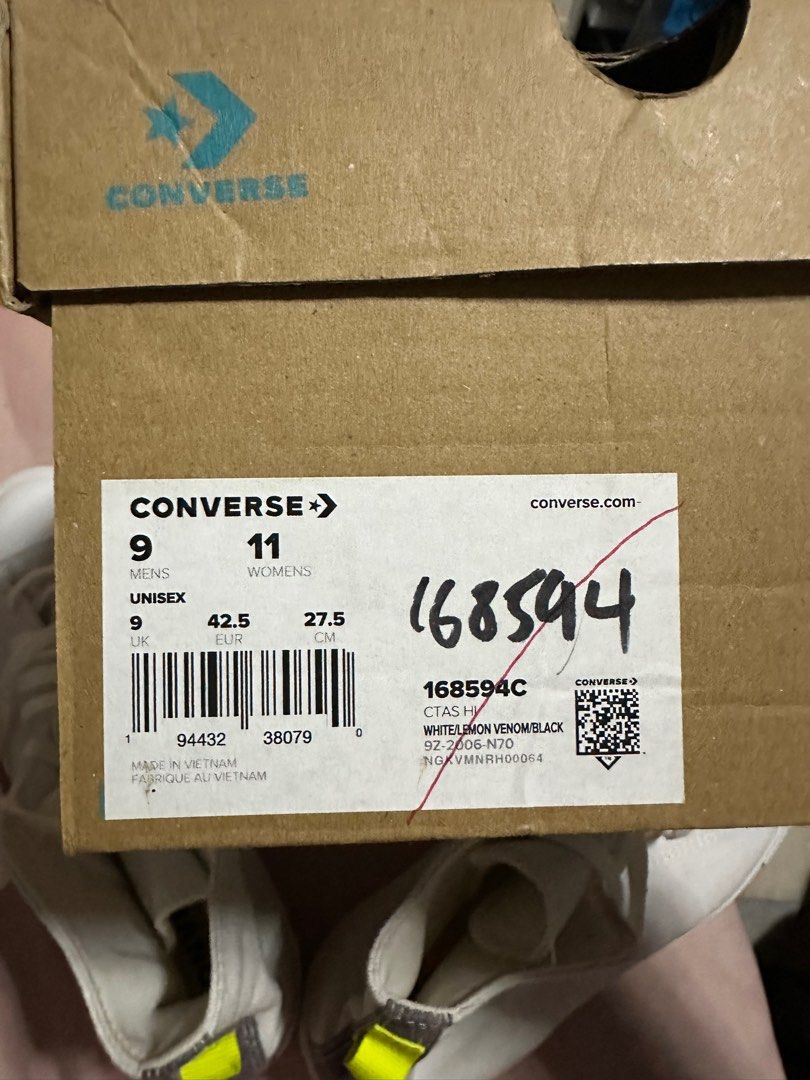 CONVERSE
CONVERSE
converse.com
9 11
MENS WOMENS
UNISEX
9 42.5 27.5
UK EUR CM
168594
168594C
CTAS HI
WHITE/LEMON VENOM/BLACK
9Z-2006-N70
NGKVMNRH00064
CONVERSE
1 94432 38079 0
MADE IN VIETNAM
FABRIQUE AU VIETNAM